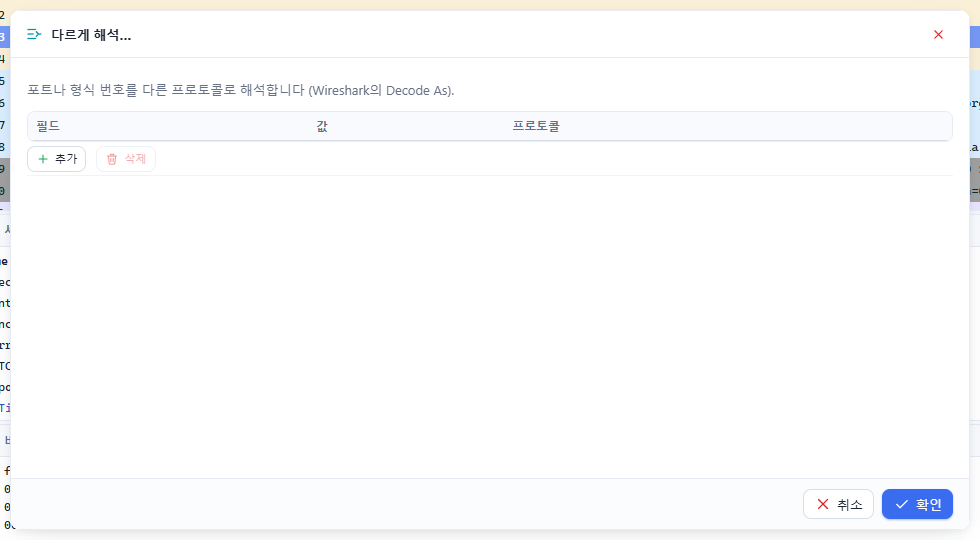 다르게 해석...
포트나 형식 번호를 다른 프로토콜로 해석합니다 (Wireshark의 Decode As).
필드 값 프로토콜
추가 삭제
취소 확인